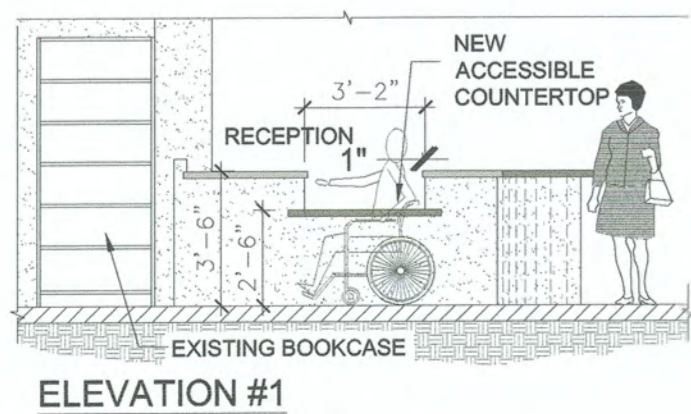 NEW
ACCESSIBLE
COUNTERTOP
3'-2"
RECEPTION
1"
3'-6"
2'-6"
EXISTING BOOKCASE
ELEVATION #1